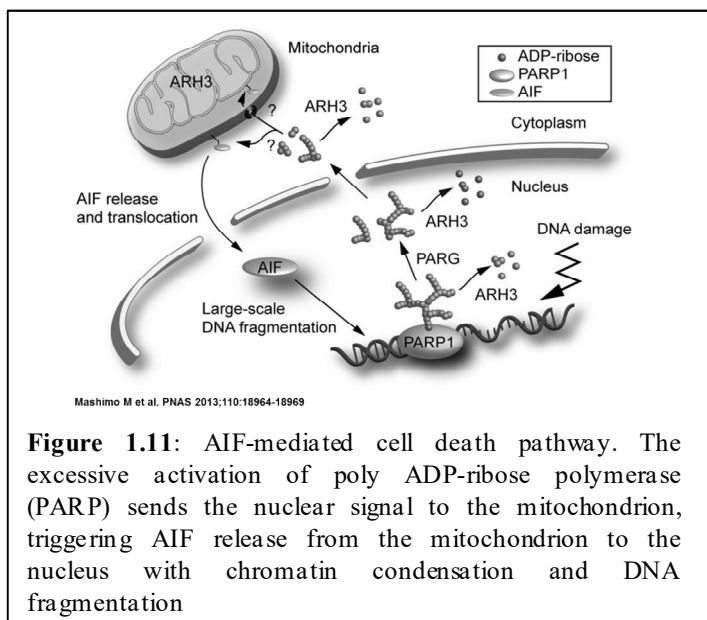 Mitochondria
ARH3
ADP-ribose
PARP1
AIF
ARH3
?
?
Cytoplasm
Nucleus
AIF release
and translocation
ARH3
DNA damage
PARG
AIF
ARH3
Large-scale
DNA fragmentation
PARP1
Mashimo M et al. PNAS 2013;110:18964-18969
Figure 1.11: AIF-mediated cell death pathway. The
excessive activation of poly ADP-ribose polymerase
(PARP) sends the nuclear signal to the mitochondrion,
triggering AIF release from the mitochondrion to the
nucleus with chromatin condensation and DNA
fragmentation